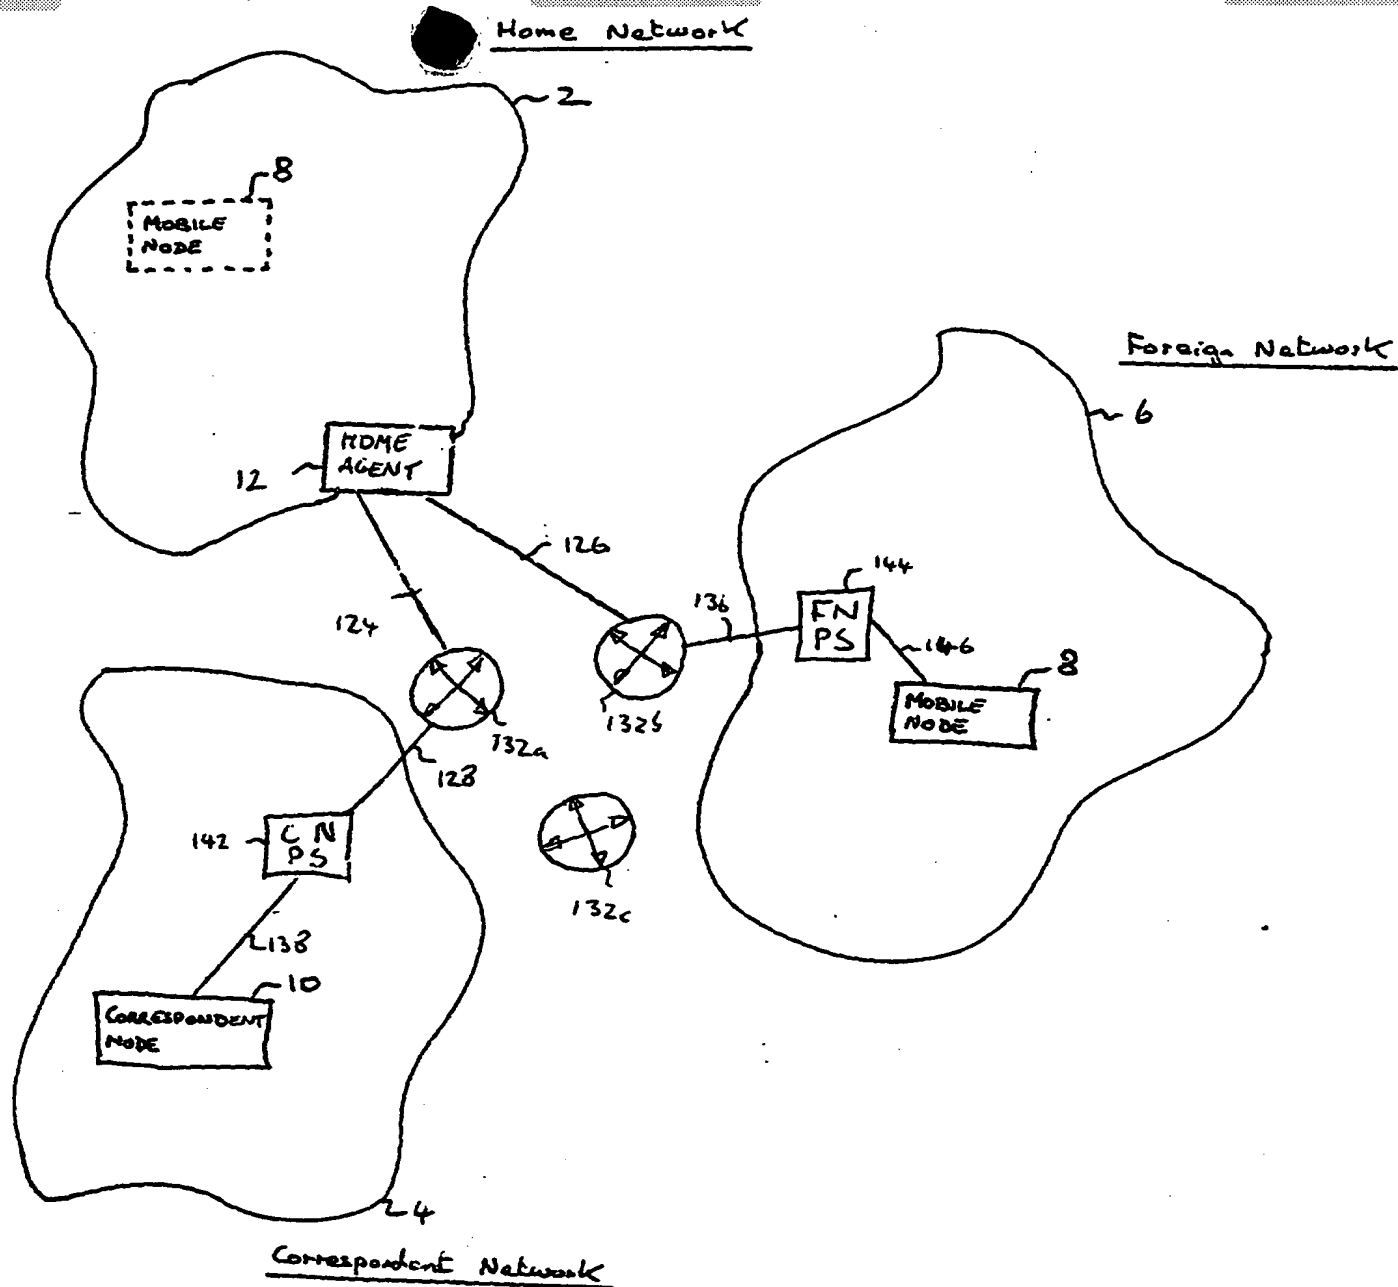 Home Network
2
8
MOBILE
NODE
Foreign Network
6
HOME
AGENT
12
126
144
136
FN
PS
124
146
8
132b
MOBILE
NODE
132a
128
142
CN
PS
132c
138
10
CORRESPONDENT
NODE
4
Correspondent Network